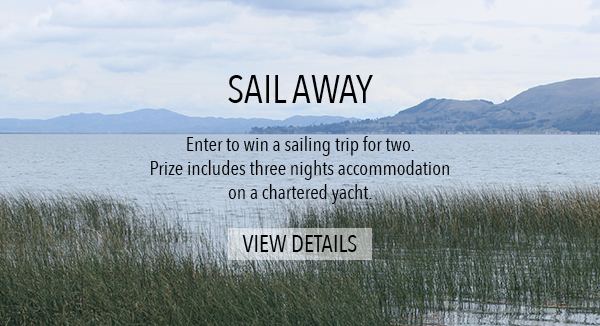 SAIL AWAY
Enter to win a sailing trip for two.
Prize includes three nights accommodation
on a chartered yacht.
VIEW DETAILS